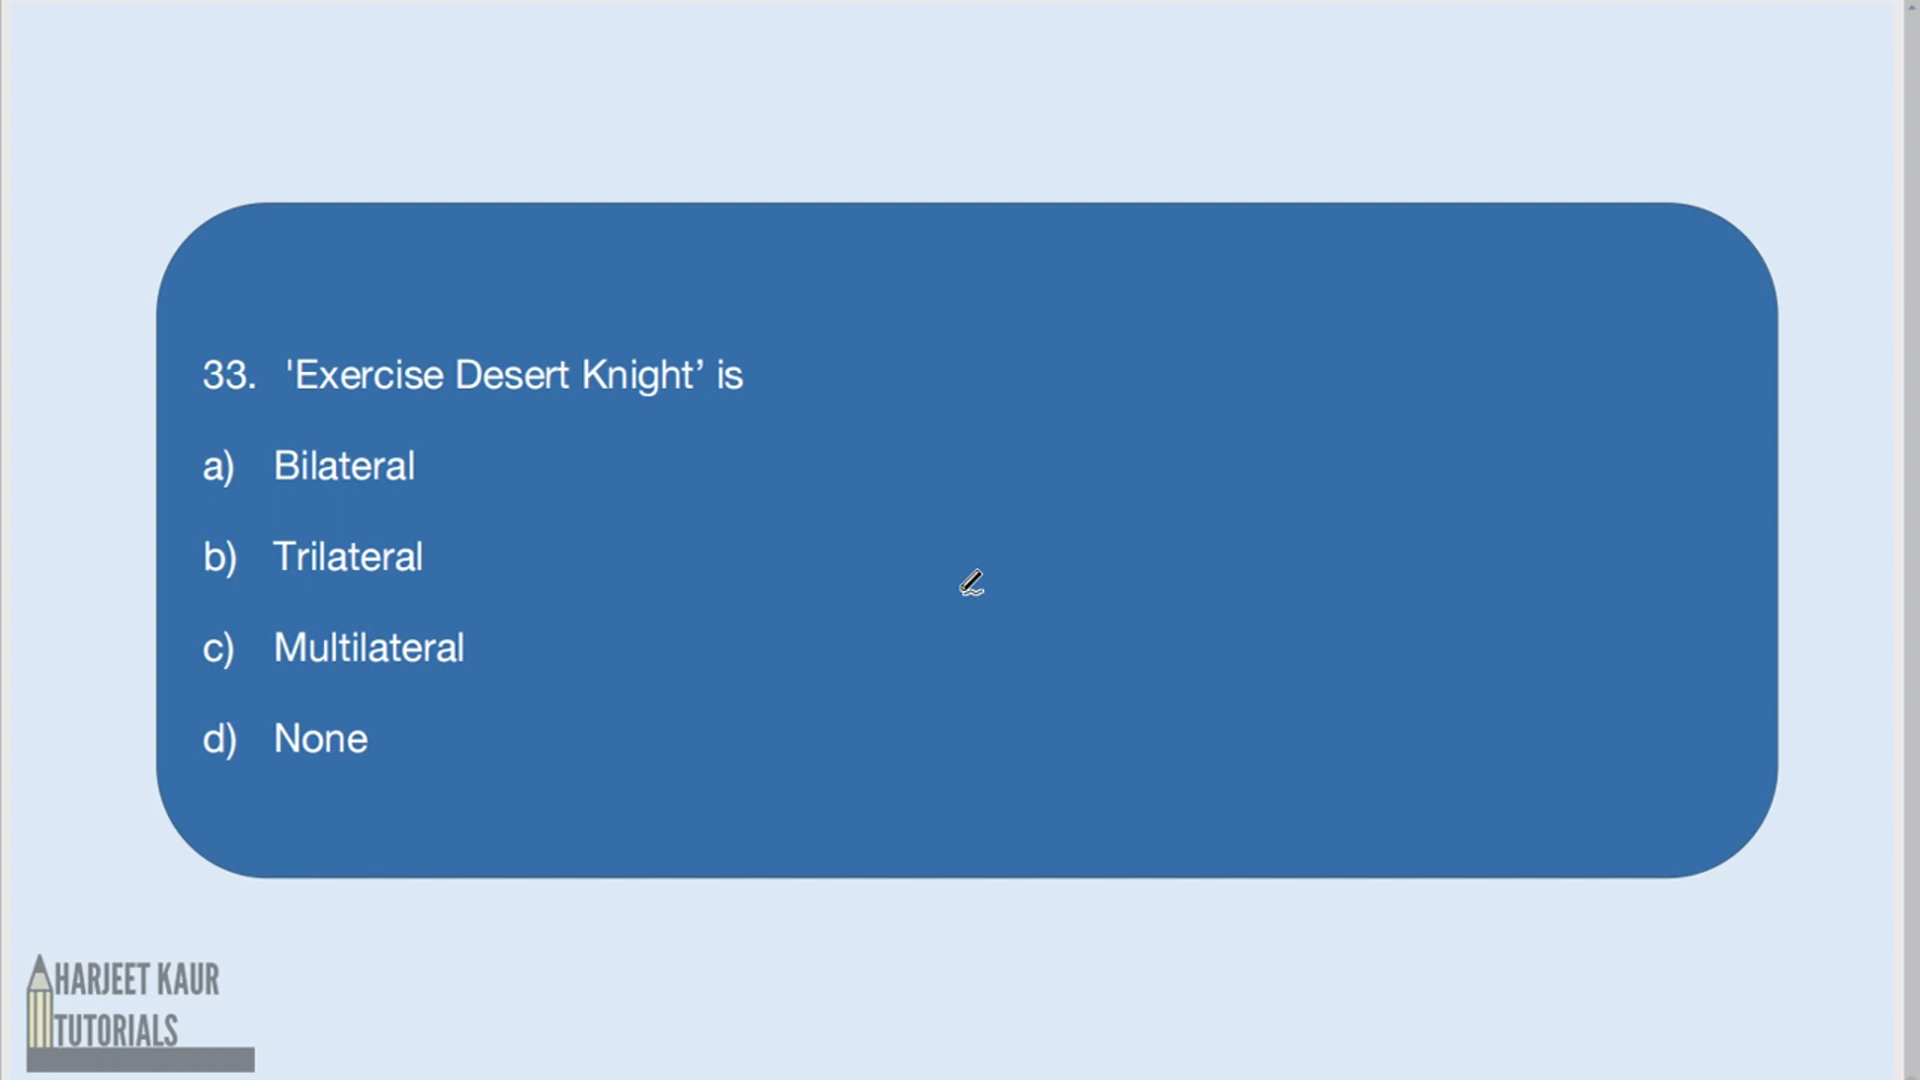 33. 'Exercise Desert Knight’ is
a) Bilateral
b) Trilateral
c) Multilateral
d) None
HARJEET KAUR
TUTORIALS